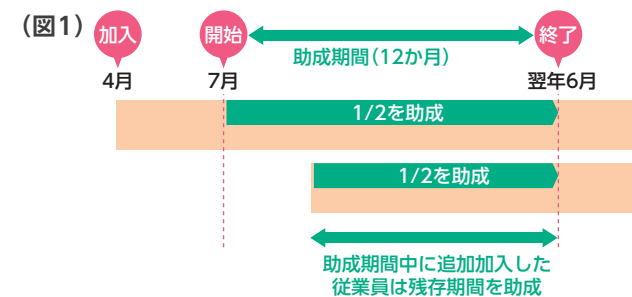 （図1）
加入
開始
終了
助成期間（12か月）
4月
7月
翌年6月
1/2を助成
1/2を助成
助成期間中に追加加入した
従業員は残存期間を助成